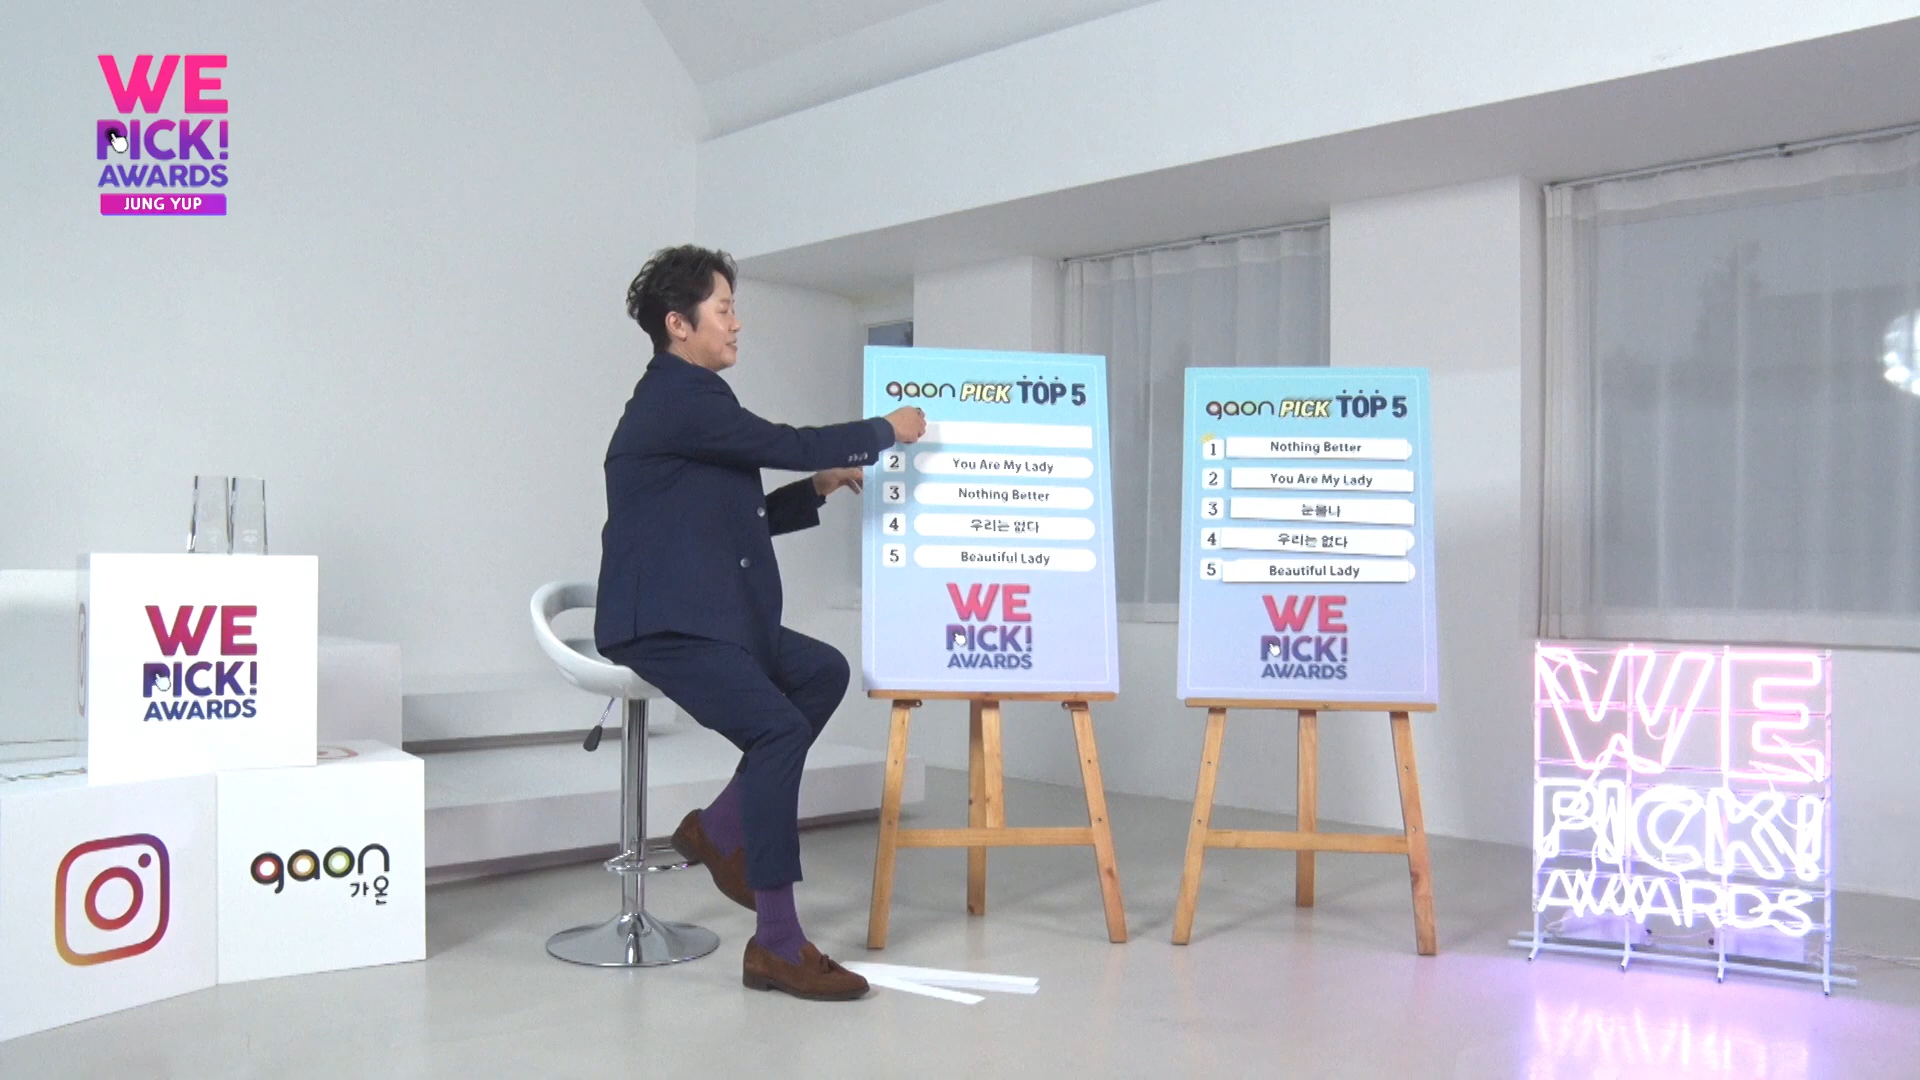 WE
PICK!
AWARDS
JUNG YUP
gaon PICK TOP 5
2 You Are My Lady
3 Nothing Better
4 우리는 없다
5 Beautiful Lady
WE
PICK!
AWARDS
gaon PICK TOP 5
1 Nothing Better
2 You Are My Lady
3 눈물나
4 우리는 없다
5 Beautiful Lady
WE
PICK!
AWARDS
WE
PICK!
AWARDS
gaon
가온
WE
PICK!
AWARDS